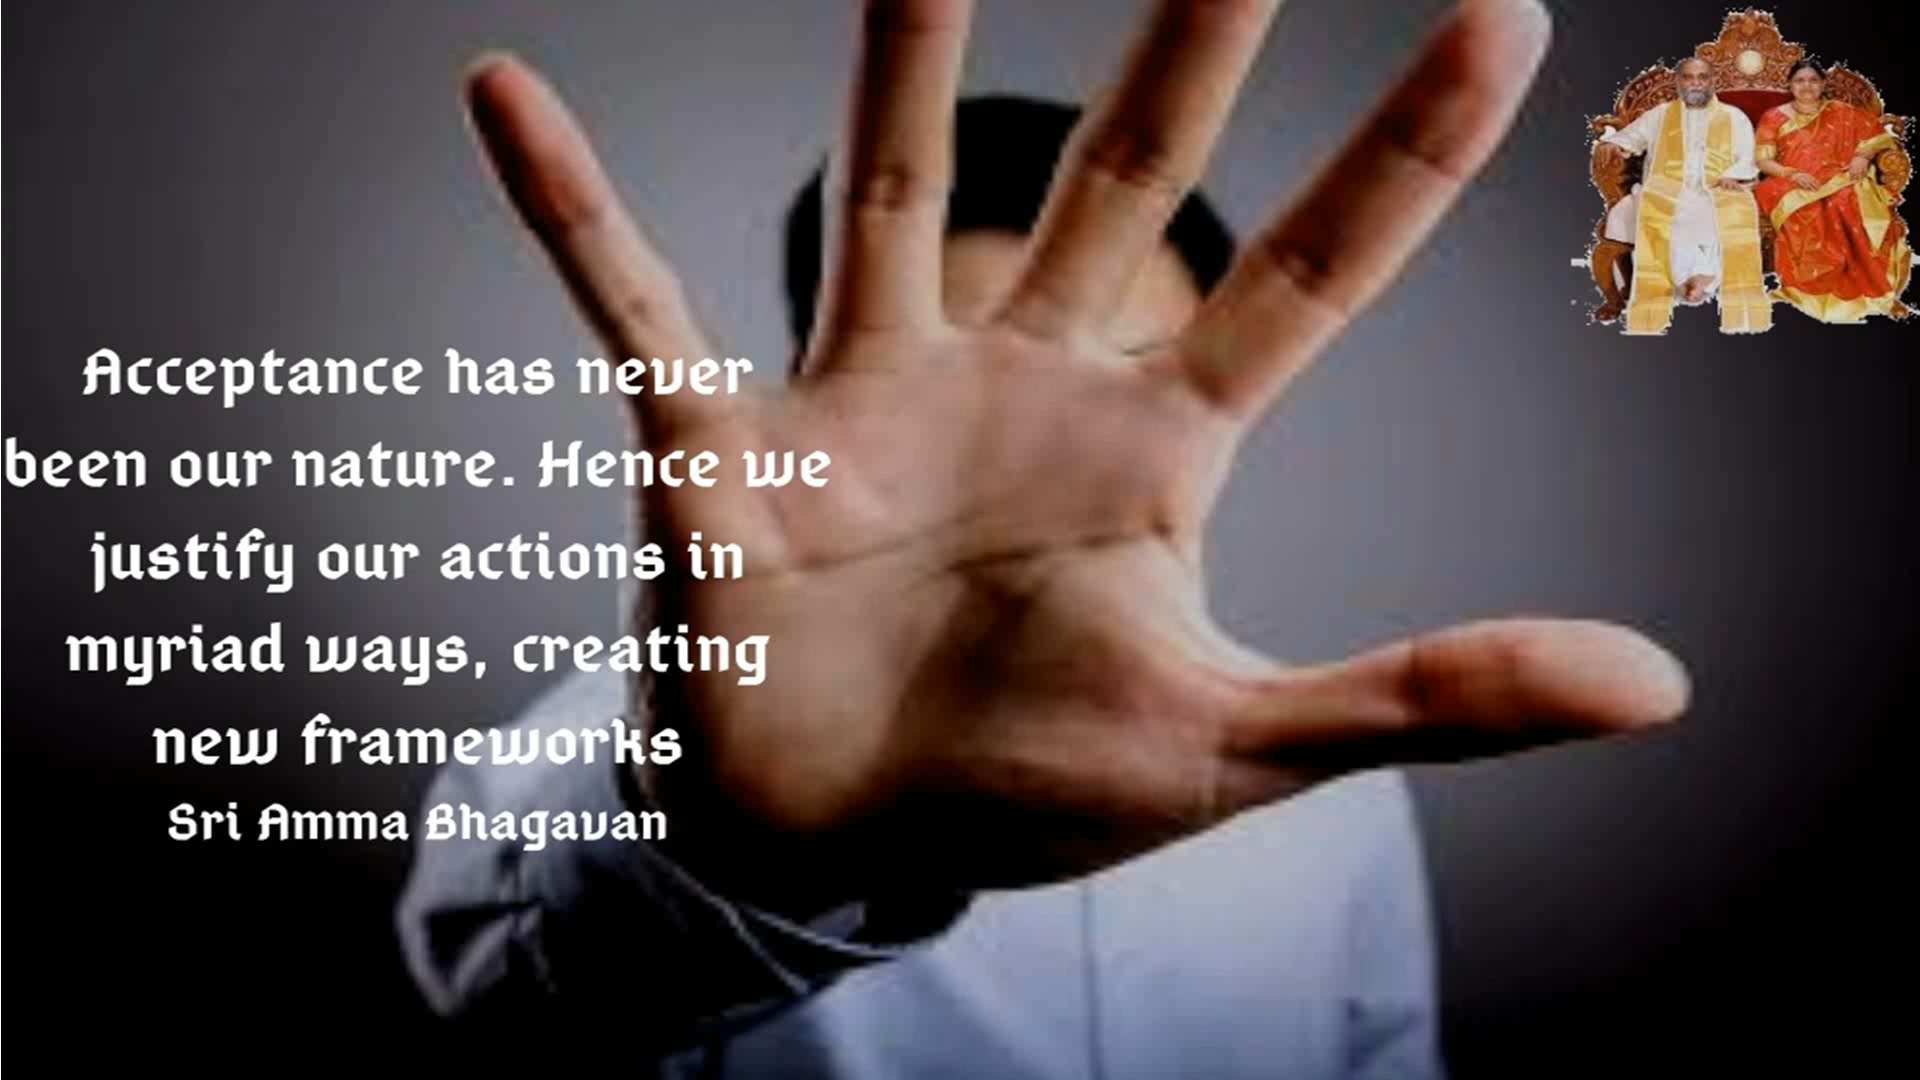 Acceptance has never
been our nature. Hence we
justify our actions in
myriad ways, creating
new frameworks
Sri Amma Bhagavan